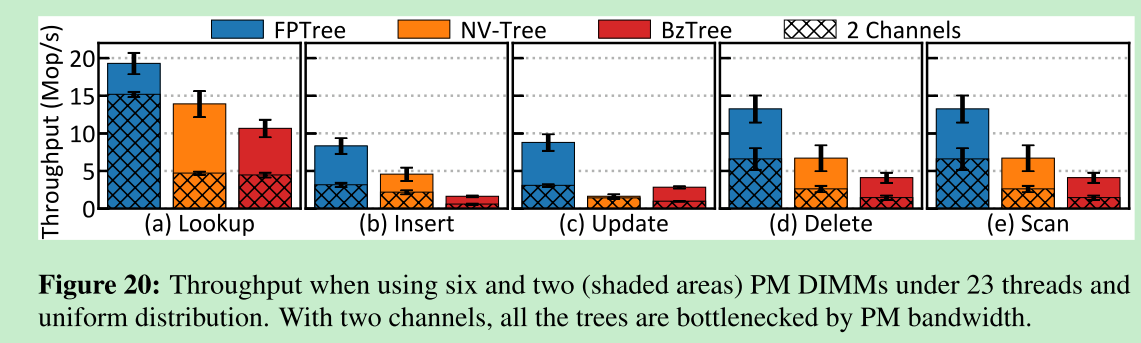 FPTree NV-Tree BzTree 2 Channels
Throughput (Mop/s)
20
15
10
5
0
(a) Lookup (b) Insert (c) Update (d) Delete (e) Scan
Figure 20: Throughput when using six and two (shaded areas) PM DIMMs under 23 threads and
uniform distribution. With two channels, all the trees are bottlenecked by PM bandwidth.